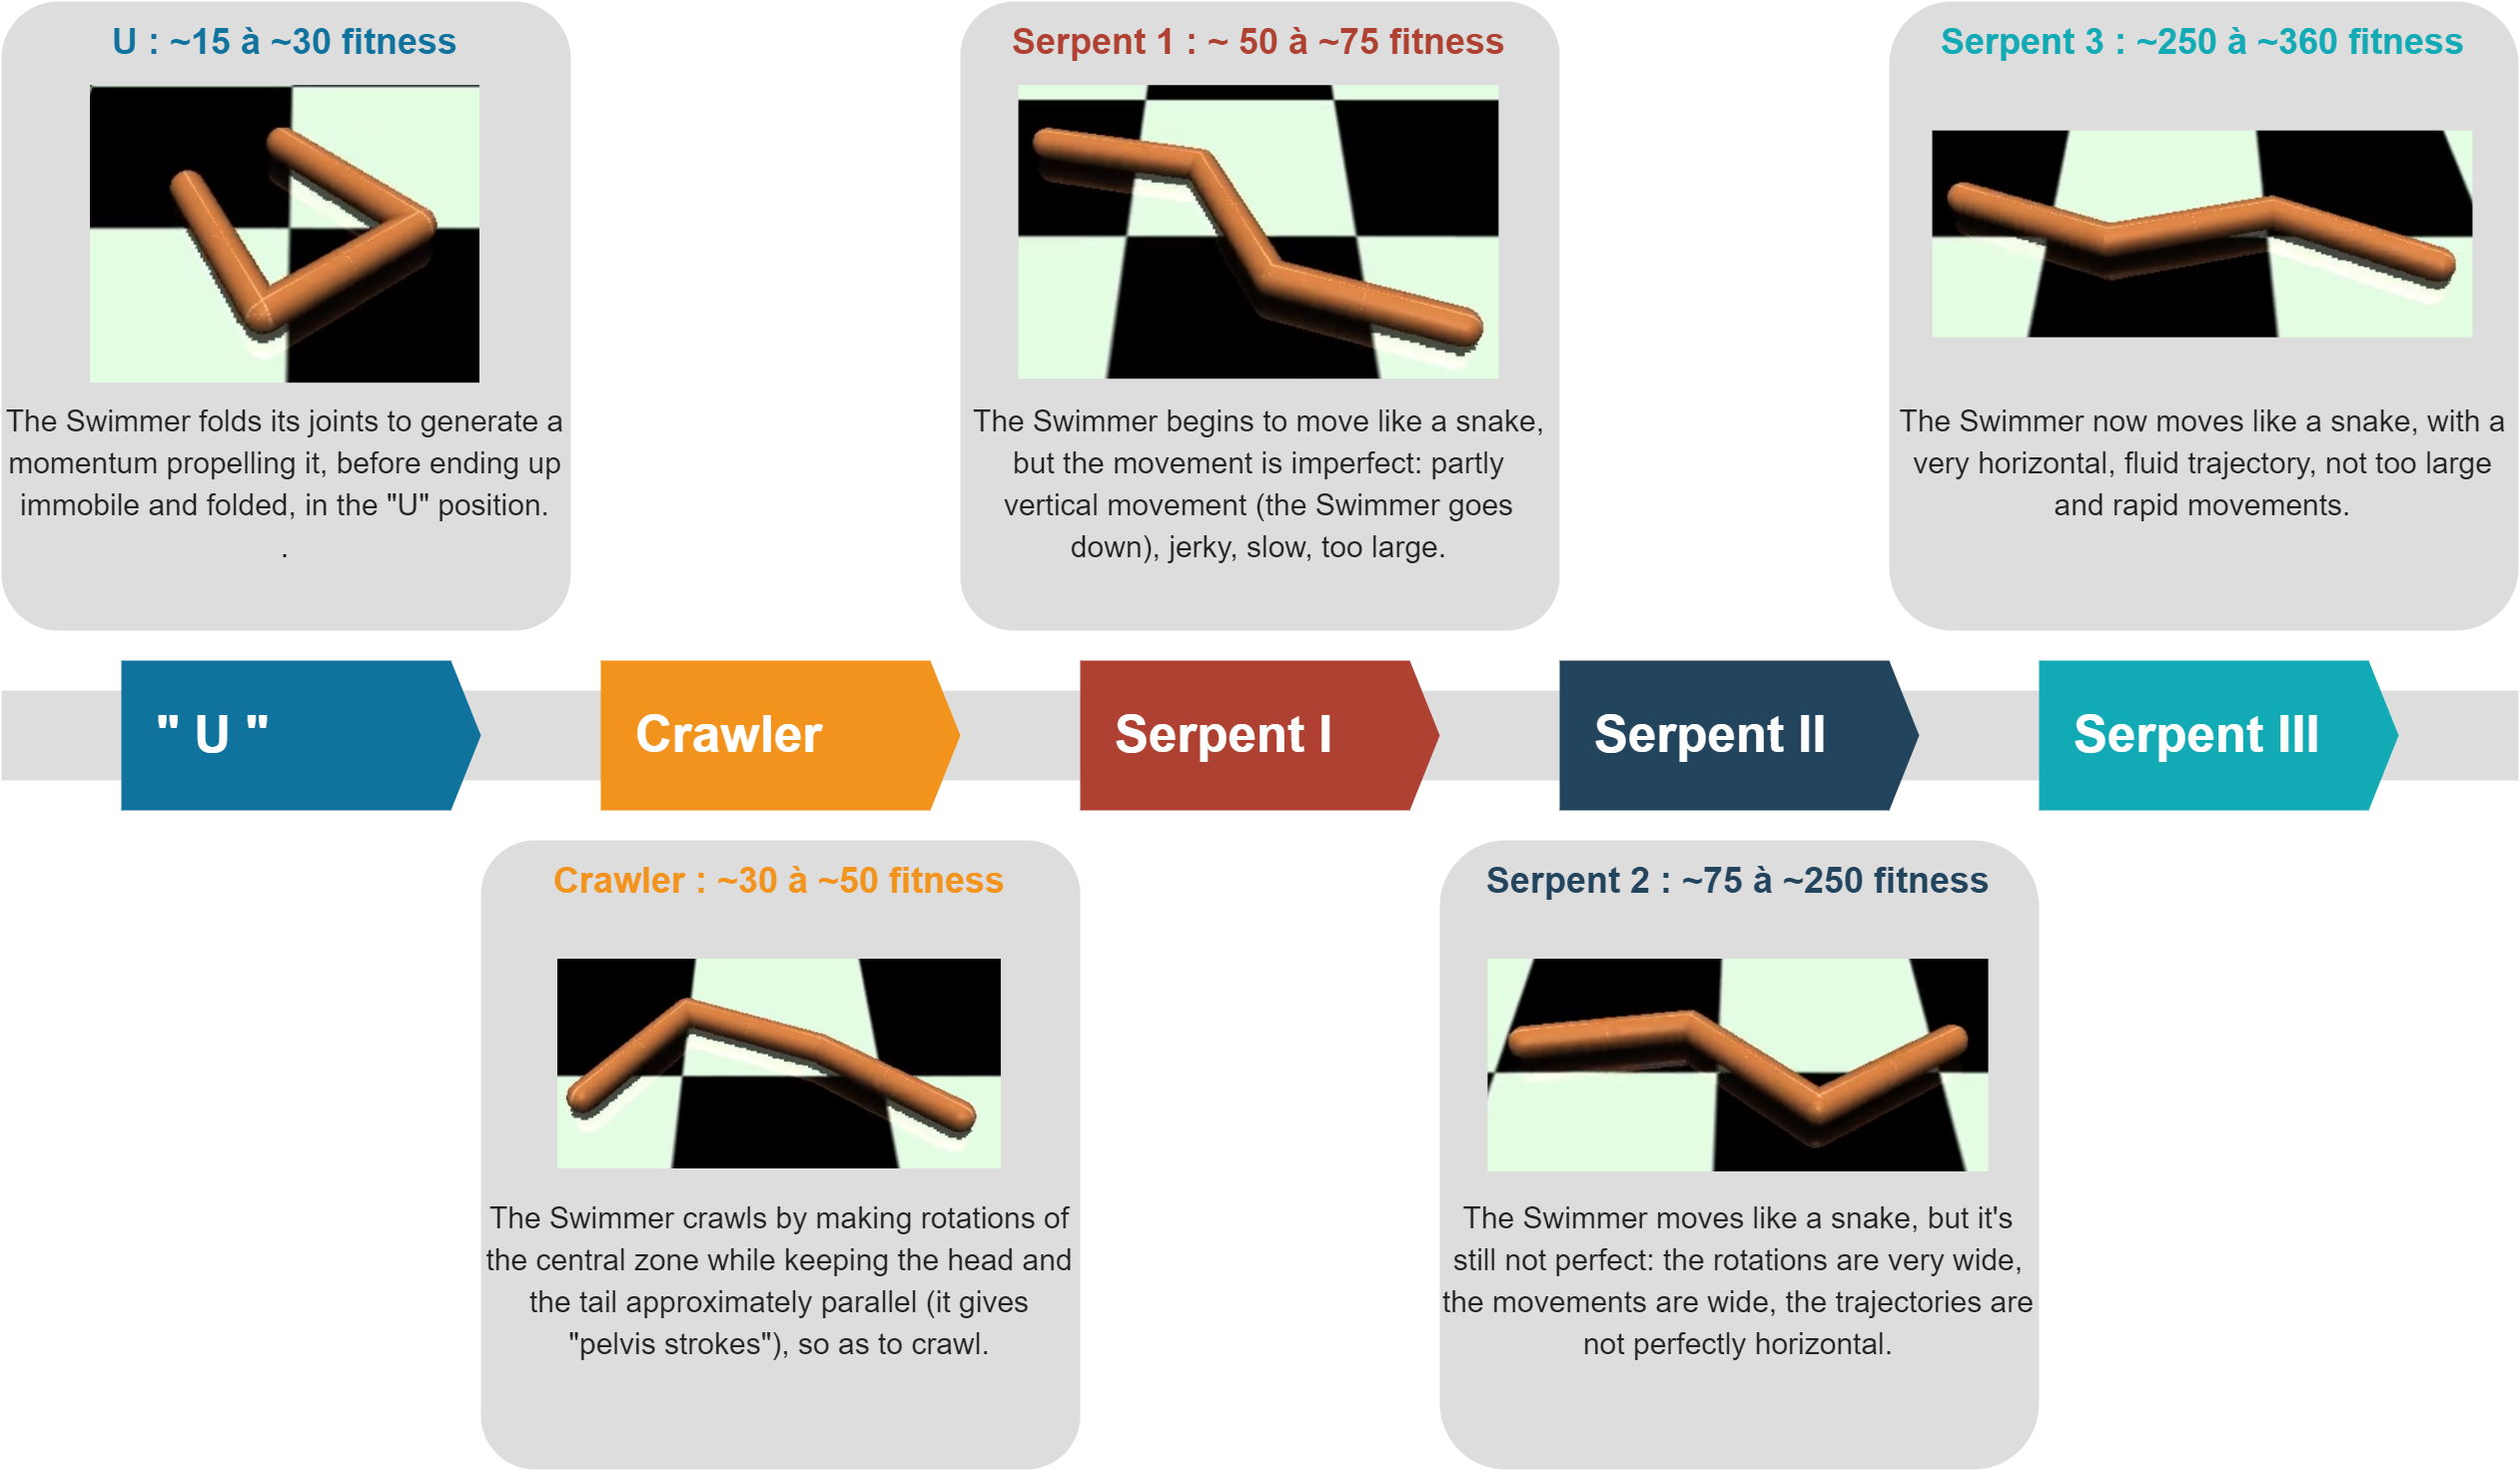 U : ~15 à ~30 fitness
The Swimmer folds its joints to generate a
momentum propelling it, before ending up
immobile and folded, in the "U" position.
.
Serpent 1 : ~ 50 à ~75 fitness
The Swimmer begins to move like a snake,
but the movement is imperfect: partly
vertical movement (the Swimmer goes
down), jerky, slow, too large.
Serpent 3 : ~250 à ~360 fitness
The Swimmer now moves like a snake, with a
very horizontal, fluid trajectory, not too large
and rapid movements.
" U "
Crawler
Serpent I
Serpent II
Serpent III
Crawler : ~30 à ~50 fitness
The Swimmer crawls by making rotations of
the central zone while keeping the head and
the tail approximately parallel (it gives
"pelvis strokes"), so as to crawl.
Serpent 2 : ~75 à ~250 fitness
The Swimmer moves like a snake, but it's
still not perfect: the rotations are very wide,
the movements are wide, the trajectories are
not perfectly horizontal.